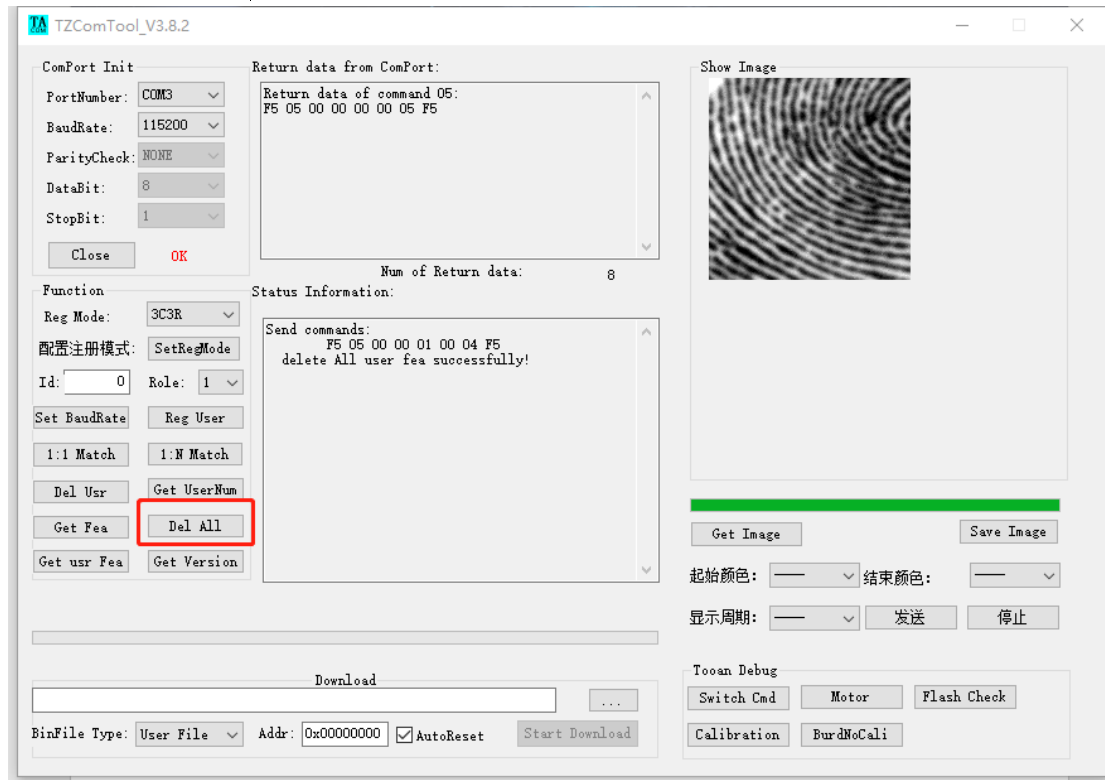 TA
COM
TZComTool_V3.8.2
ComPort Init
PortNumber: COM3
BaudRate: 115200
ParityCheck: NONE
DataBit: 8
StopBit: 1
Close OK
Return data from ComPort:
Return data of command 05:
F5 05 00 00 00 00 05 F5
Num of Return data: 8
Function
Reg Mode: 3C3R
配置注册模式: SetRegMode
Id: 0 Role: 1
Set BaudRate Reg User
1:1 Match 1:N Match
Del Usr Get UserNum
Get Fea Del All
Get usr Fea Get Version
Status Information:
Send commands:
F5 05 00 00 01 00 04 F5
delete All user fea successfully!
Show Image
Get Image Save Image
起始颜色: 结束颜色:
显示周期: 发送 停止
Download
...
BinFile Type: User File Addr: 0x00000000 AutoReset Start Download
Tooan Debug
Switch Cmd Motor Flash Check
Calibration BurdNoCali